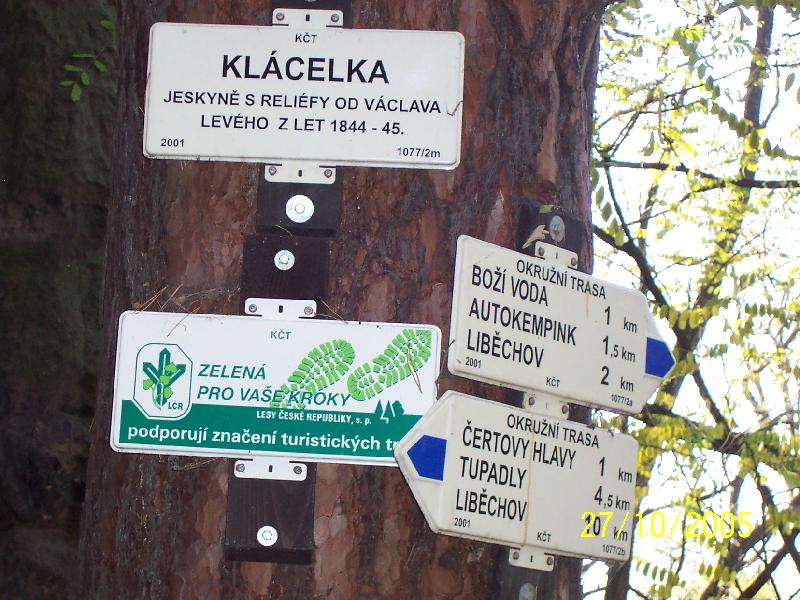 KČT
KLÁCELKA
JESKYNĚ S RELIÉFY OD VÁCLAVA
LEVÉHO Z LET 1844 - 45.
2001 1077/2m
KČT
ZELENÁ
PRO VAŠE KROKY
LČR
LESY ČESKÉ REPUBLIKY, s. p.
podporují značení turistických
OKRUŽNÍ TRASA
BOŽÍ VODA 1 km
AUTOKEMPINK 1,5 km
LIBĚCHOV 2 km
2001 KČT 1077/2a
OKRUŽNÍ TRASA
ČERTOVY HLAVY 1 km
TUPADLY 4,5 km
LIBĚCHOV 10 km
2001 KČT 1077/2b
27/10/2005